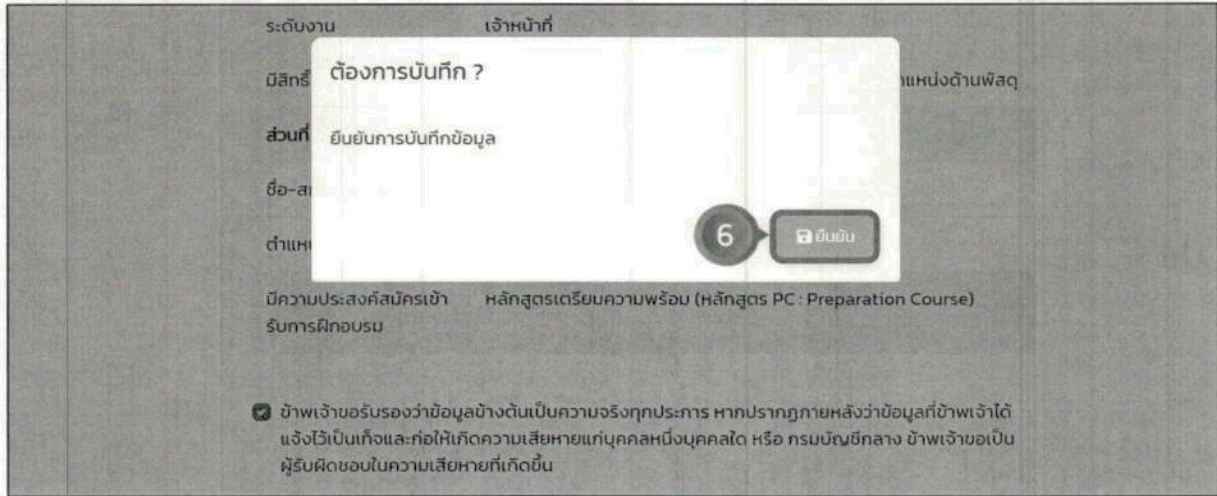 ระดับงาน เจ้าหน้าที่
ต้องการบันทึก ?
มีสิทธิ์ แหน่งด้านพัสดุ
ส่วนที่
ยืนยันการบันทึกข้อมูล
ชื่อ-ส
6 ยืนยัน
ตำแห
มีความประสงค์สมัครเข้า หลักสูตรเตรียมความพร้อม (หลักสูตร PC : Preparation Course)
รับการฝึกอบรม
ข้าพเจ้าขอรับรองว่าข้อมูลข้างต้นเป็นความจริงทุกประการ หากปรากฏภายหลังว่าข้อมูลที่ข้าพเจ้าได้
แจ้งไว้เป็นเท็จและก่อให้เกิดความเสียหายแก่บุคคลหนึ่งบุคคลใด หรือ กรมบัญชีกลาง ข้าพเจ้าขอเป็น
ผู้รับผิดชอบในความเสียหายที่เกิดขึ้น